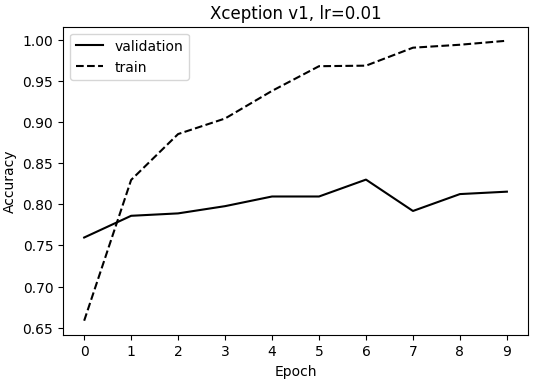 Xception v1, lr=0.01
validation
train
Accuracy
1.00
0.95
0.90
0.85
0.80
0.75
0.70
0.65
0 1 2 3 4 5 6 7 8 9
Epoch